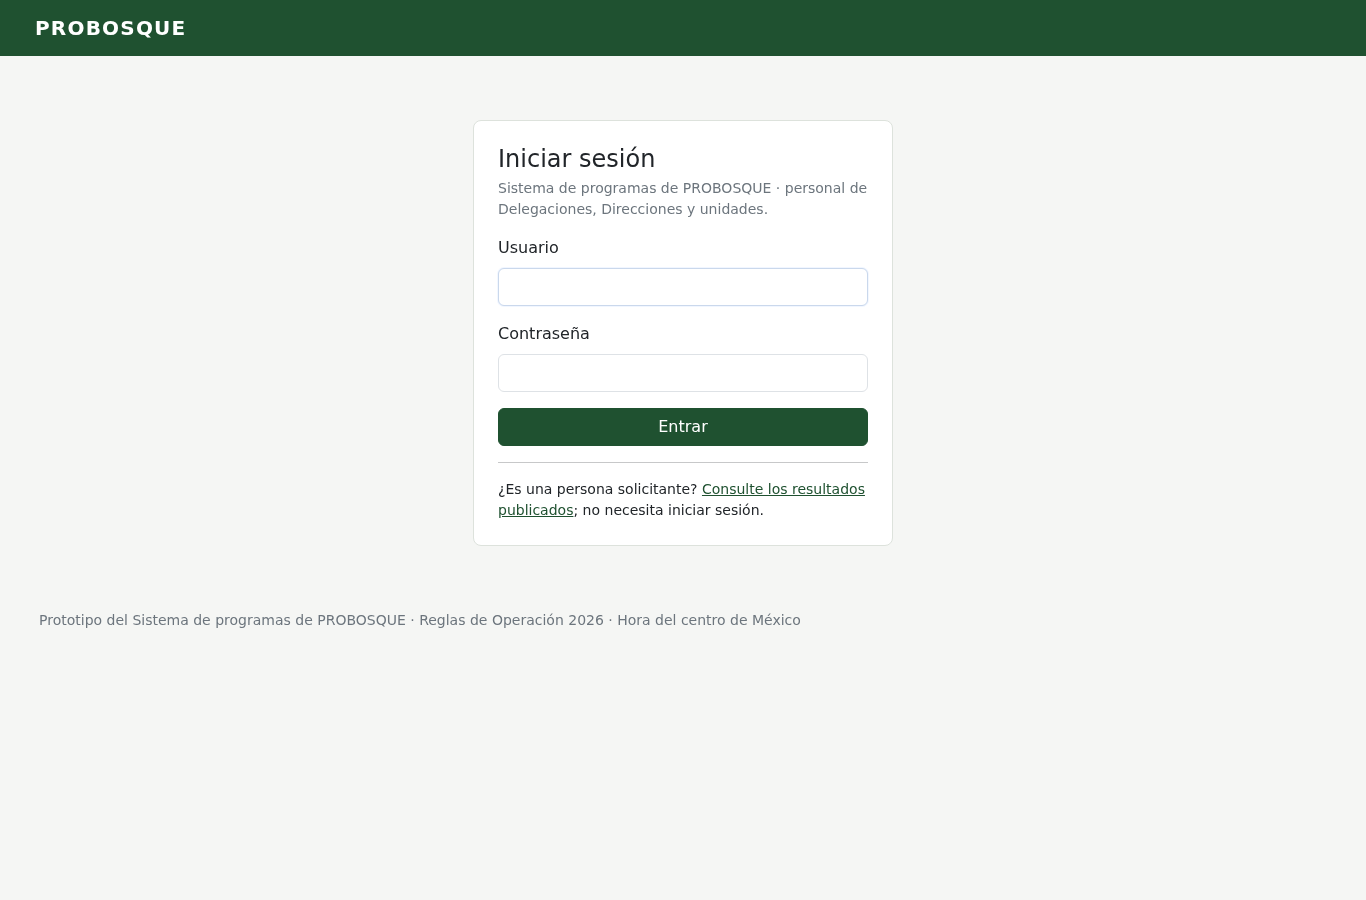 PROBOSQUE
Iniciar sesión
Sistema de programas de PROBOSQUE · personal de
Delegaciones, Direcciones y unidades.
Usuario
Contraseña
Entrar
¿Es una persona solicitante? Consulte los resultados
publicados; no necesita iniciar sesión.
Prototipo del Sistema de programas de PROBOSQUE · Reglas de Operación 2026 · Hora del centro de México